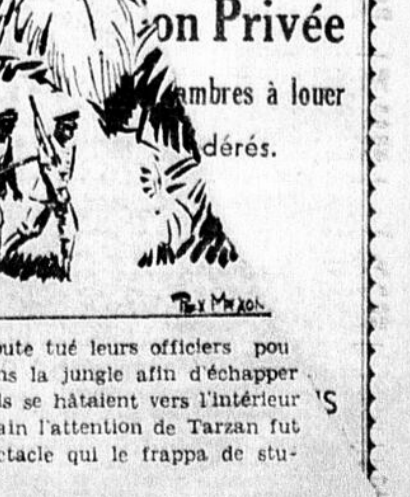 on Privée
ambres à louer
dérés.
Rex Maxon
oute tué leurs officiers pou
ns la jungle afin d'échapper
ls se hâtaient vers l'intérieur
'S
ain l'attention de Tarzan fut
ctacle qui le frappa de stu-